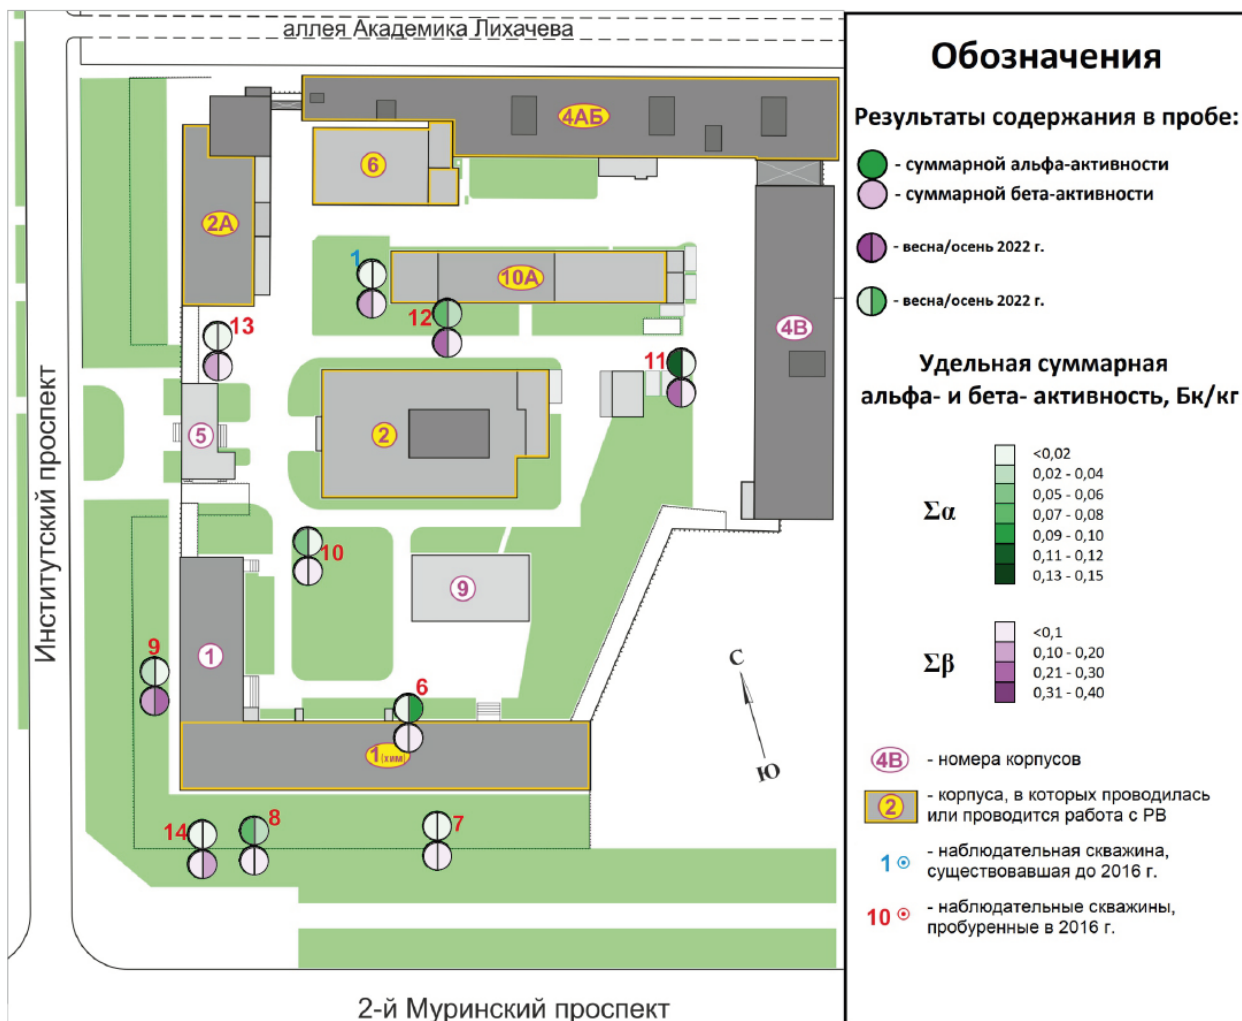 аллея Академика Лихачева
4АБ
6
2А
1
10А
12
13
11
4В
Институтский проспект
5
2
10
9
9
1
6
С
Ю
1(хим)
14
8
7
2-й Муринский проспект
Обозначения
Результаты содержания в пробе:
- суммарной альфа-активности
- суммарной бета-активности
- весна/осень 2022 г.
- весна/осень 2022 г.
Удельная суммарная
альфа- и бета- активность, Бк/кг
Σα
<0,02
0,02 - 0,04
0,05 - 0,06
0,07 - 0,08
0,09 - 0,10
0,11 - 0,12
0,13 - 0,15
Σβ
<0,1
0,10 - 0,20
0,21 - 0,30
0,31 - 0,40
4В - номера корпусов
2 - корпуса, в которых проводилась
или проводится работа с РВ
1 - наблюдательная скважина,
существовавшая до 2016 г.
10 - наблюдательные скважины,
пробуренные в 2016 г.